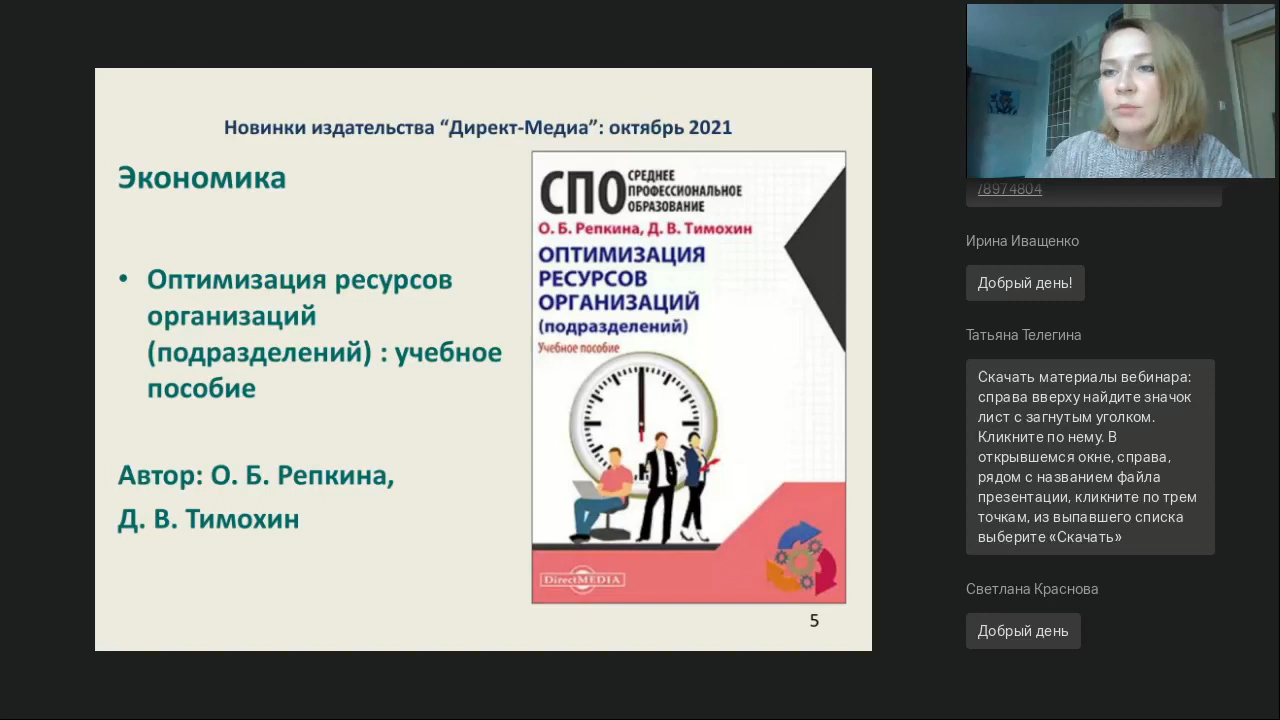 Новинки издательства “Директ-Медиа”: октябрь 2021
Экономика
• Оптимизация ресурсов
организаций
(подразделений) : учебное
пособие
Автор: О. Б. Репкина,
Д. В. Тимохин
СПО СРЕДНЕЕ
ПРОФЕССИОНАЛЬНОЕ
ОБРАЗОВАНИЕ
О. Б. Репкина, Д. В. Тимохин
ОПТИМИЗАЦИЯ
РЕСУРСОВ
ОРГАНИЗАЦИЙ
(подразделений)
Учебное пособие
DirectMEDIA
5
/8974804
Ирина Иващенко
Добрый день!
Татьяна Телегина
Скачать материалы вебинара:
справа вверху найдите значок
лист с загнутым уголком.
Кликните по нему. В
открывшемся окне, справа,
рядом с названием файла
презентации, кликните по трем
точкам, из выпавшего списка
выберите «Скачать»
Светлана Краснова
Добрый день